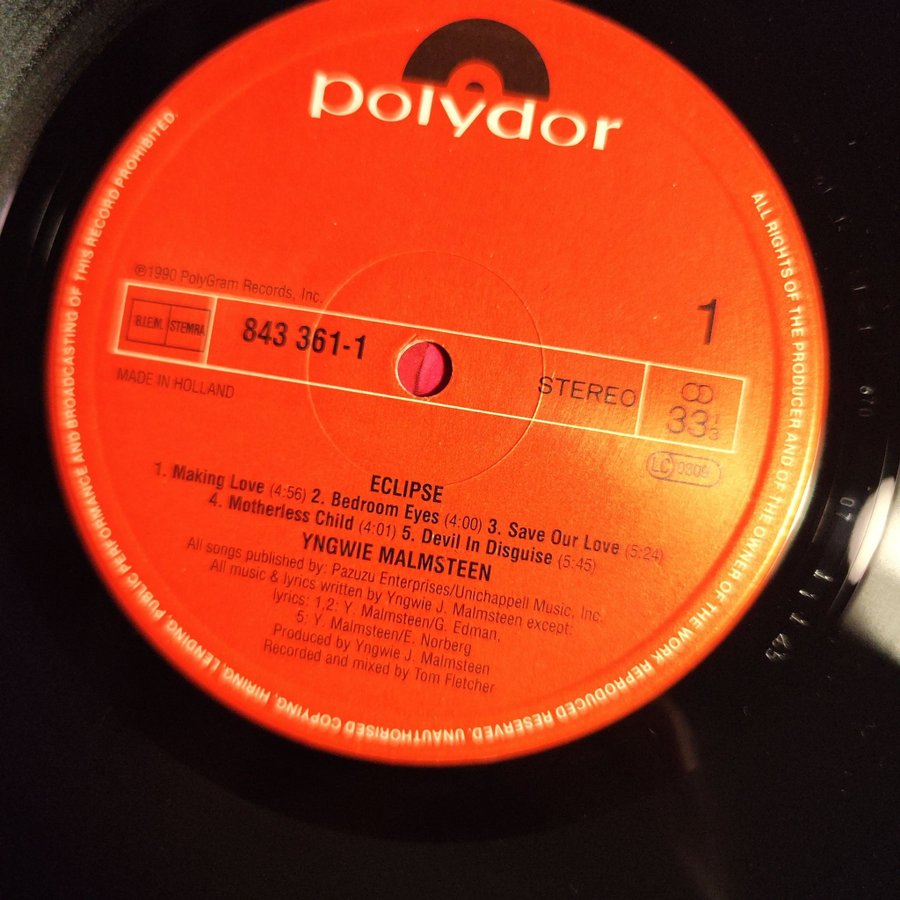 polydor
℗1990 PolyGram Records, Inc.
B.I.E.M. STEMRA
843 361-1
1
STEREO
33 1/3
MADE IN HOLLAND
LC 0309
ECLIPSE
1. Making Love (4:56) 2. Bedroom Eyes (4:00) 3. Save Our Love (5:24)
4. Motherless Child (4:01) 5. Devil In Disguise (5:45)
YNGWIE MALMSTEEN
All songs published by: Pazuzu Enterprises/Unichappell Music, Inc.
All music & lyrics written by Yngwie J. Malmsteen except:
lyrics: 1,2: Y. Malmsteen/G. Edman,
5: Y. Malmsteen/E. Norberg
Produced by Yngwie J. Malmsteen
Recorded and mixed by Tom Fletcher
ALL RIGHTS OF THE PRODUCER AND OF THE OWNER OF THE WORK REPRODUCED RESERVED. UNAUTHORISED COPYING, HIRING, LENDING, PUBLIC PERFORMANCE AND BROADCASTING OF THIS RECORD PROHIBITED.